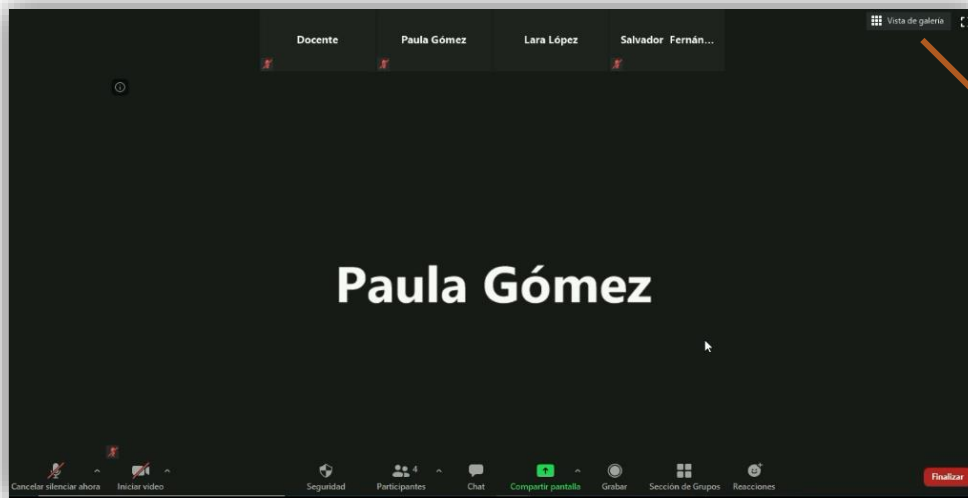 Vista de galería
Docente
Paula Gómez
Lara López
Salvador Fernán...
Paula Gómez
Cancelar silenciar ahora
Iniciar video
Seguridad
Participantes
4
Chat
Compartir pantalla
Grabar
Sección de Grupos
Reacciones
Finalizar